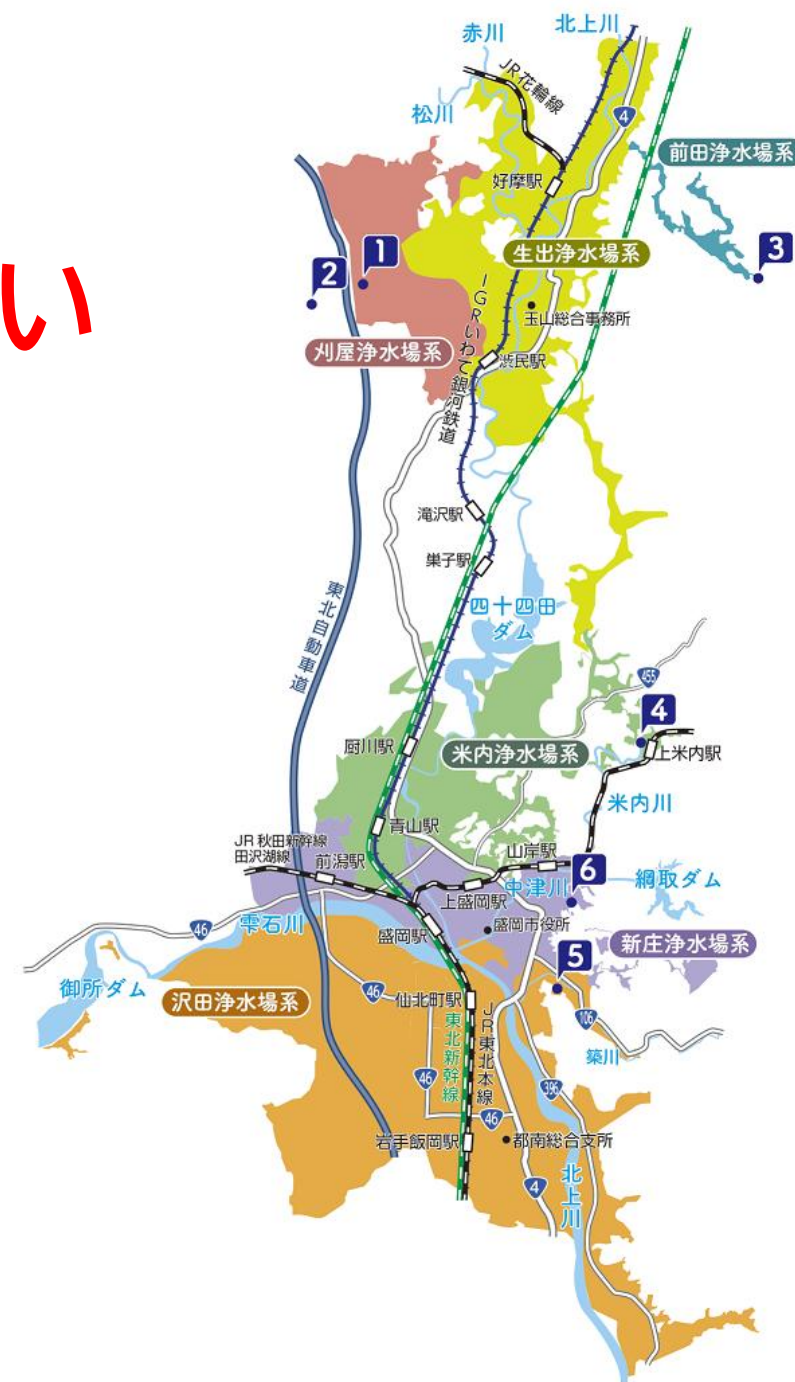 赤川
北上川
JR花輪線
松川
4
前田浄水場系
好摩駅
3
1
2
生出浄水場系
い
IGRいわて銀河鉄道
玉山総合事務所
刈屋浄水場系
渋民駅
滝沢駅
巣子駅
東北自動車道
四十四田
ダム
455
4
厨川駅
米内浄水場系
上米内駅
米内川
青山駅
JR秋田新幹線
田沢湖線
前潟駅
山岸駅
6
中津川
綱取ダム
上盛岡駅
雫石川
46
盛岡駅
盛岡市役所
新庄浄水場系
5
御所ダム
沢田浄水場系
46
仙北町駅
106
東北新幹線
JR東北本線
簗川
46
396
46
岩手飯岡駅
都南総合支所
4
北上川